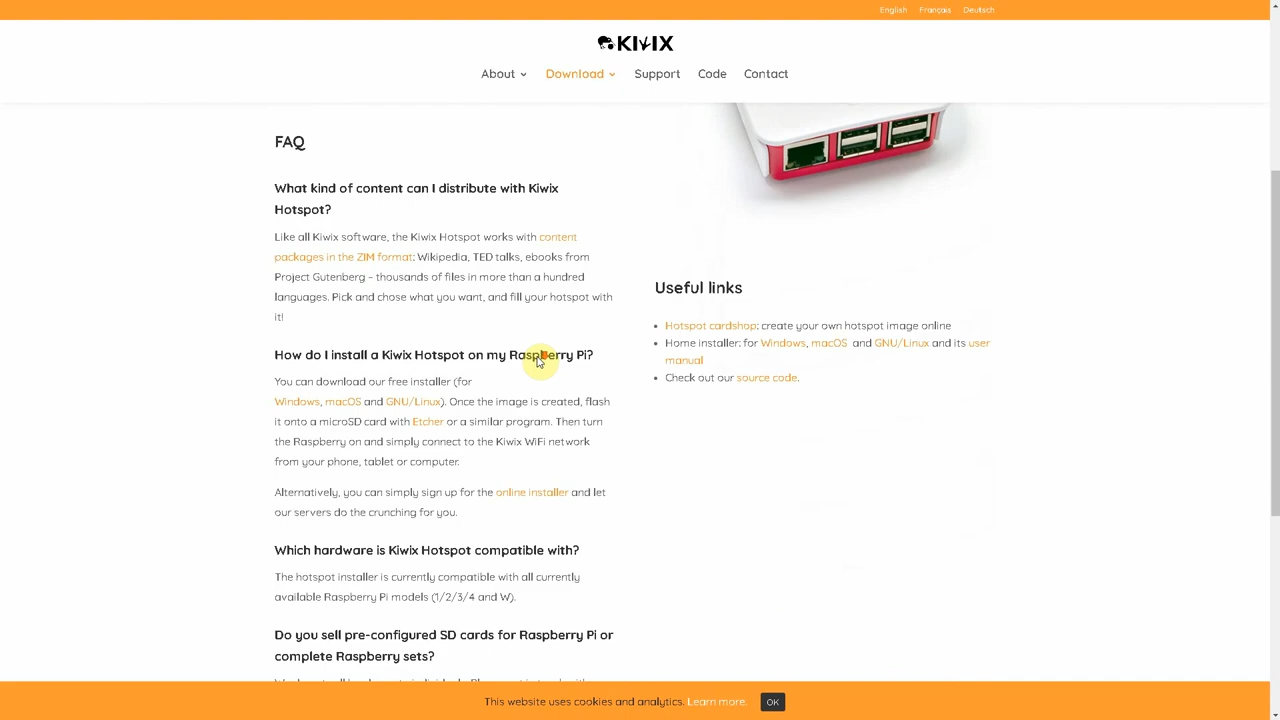 English Français Deutsch
KIWIX
About Download Support Code Contact
FAQ
What kind of content can I distribute with Kiwix
Hotspot?
Like all Kiwix software, the Kiwix Hotspot works with content
packages in the ZIM format: Wikipedia, TED talks, ebooks from
Project Gutenberg – thousands of files in more than a hundred
languages. Pick and chose what you want, and fill your hotspot with
it!
How do I install a Kiwix Hotspot on my Raspberry Pi?
You can download our free installer (for
Windows, macOS and GNU/Linux). Once the image is created, flash
it onto a microSD card with Etcher or a similar program. Then turn
the Raspberry on and simply connect to the Kiwix WiFi network
from your phone, tablet or computer.
Alternatively, you can simply sign up for the online installer and let
our servers do the crunching for you.
Which hardware is Kiwix Hotspot compatible with?
The hotspot installer is currently compatible with all currently
available Raspberry Pi models (1/2/3/4 and W).
Do you sell pre-configured SD cards for Raspberry Pi or
complete Raspberry sets?
Useful links
Hotspot cardshop: create your own hotspot image online
Home installer: for Windows, macOS and GNU/Linux and its user
manual
Check out our source code.
This website uses cookies and analytics. Learn more. OK